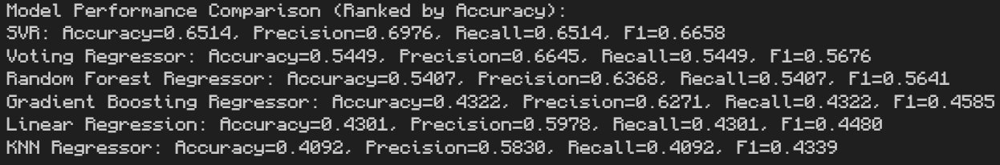 Model Performance Comparison (Ranked by Accuracy):
SVR: Accuracy=0.6514, Precision=0.6976, Recall=0.6514, F1=0.6658
Voting Regressor: Accuracy=0.5449, Precision=0.6645, Recall=0.5449, F1=0.5676
Random Forest Regressor: Accuracy=0.5407, Precision=0.6368, Recall=0.5407, F1=0.5641
Gradient Boosting Regressor: Accuracy=0.4322, Precision=0.6271, Recall=0.4322, F1=0.4585
Linear Regression: Accuracy=0.4301, Precision=0.5978, Recall=0.4301, F1=0.4480
KNN Regressor: Accuracy=0.4092, Precision=0.5830, Recall=0.4092, F1=0.4339